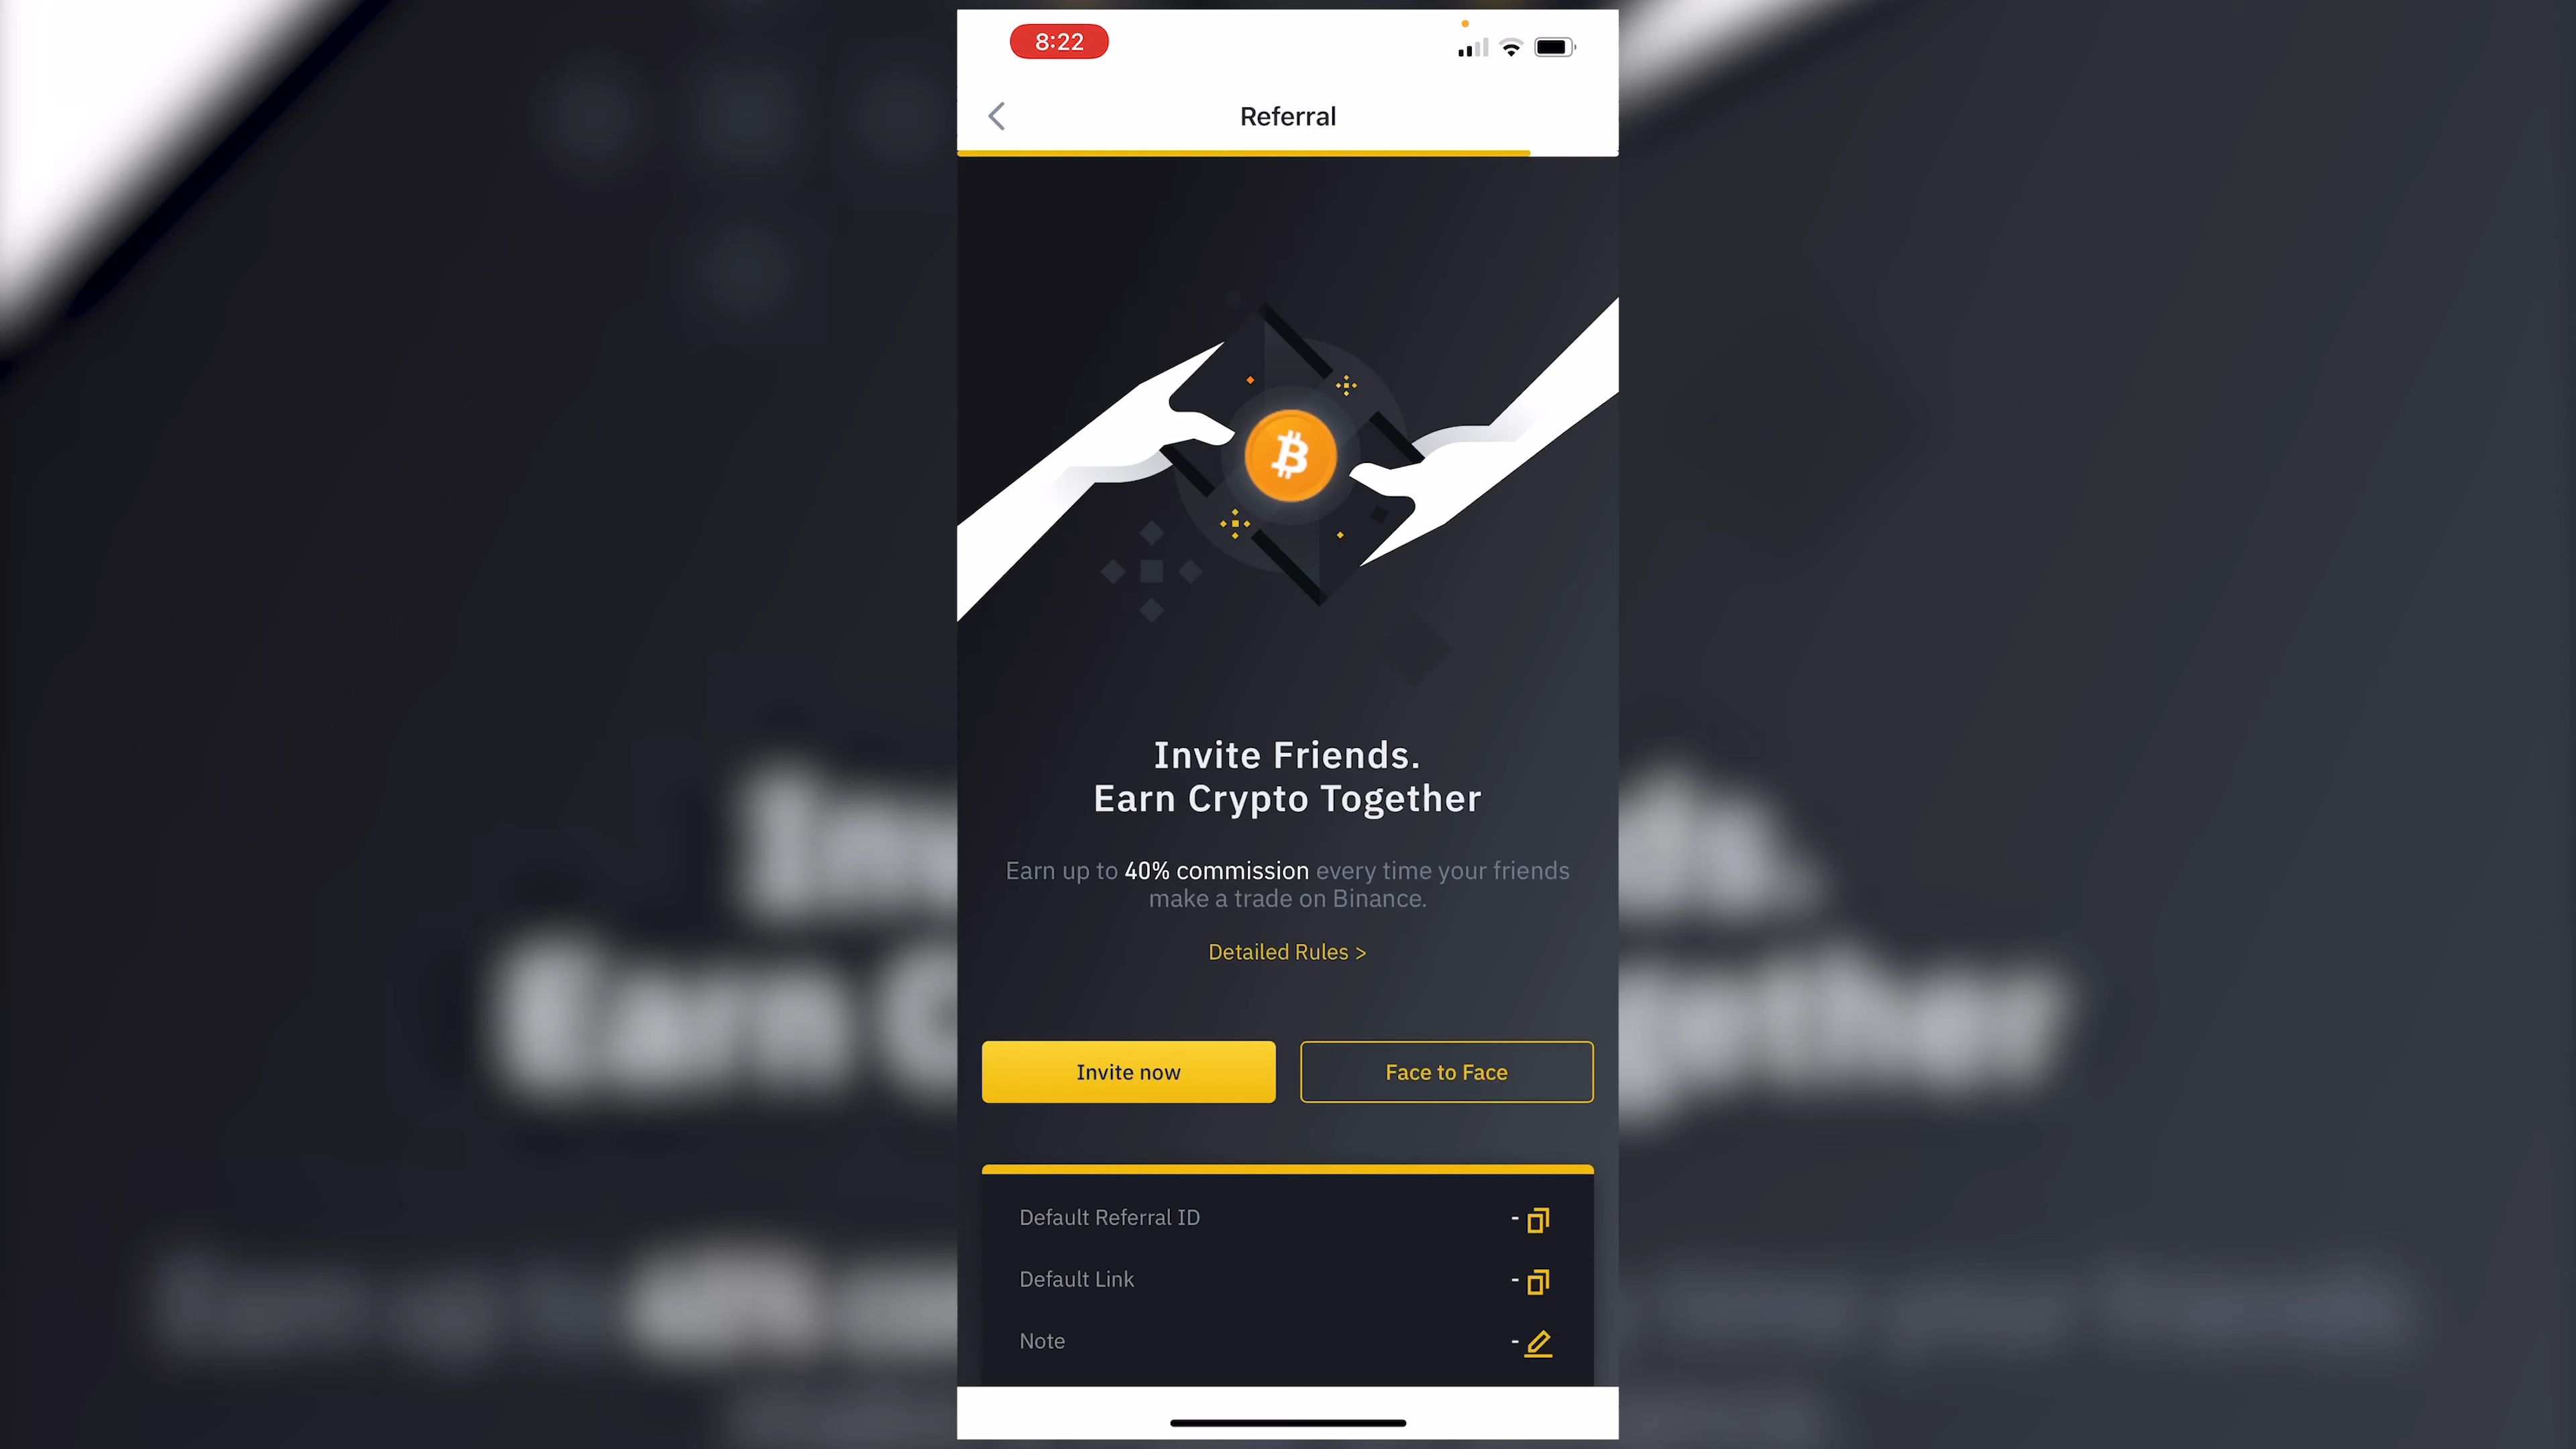 8:22
Referral
Invite Friends.
Earn Crypto Together
Earn up to 40% commission every time your friends
make a trade on Binance.
Detailed Rules >
Invite now
Face to Face
Default Referral ID -
Default Link -
Note -